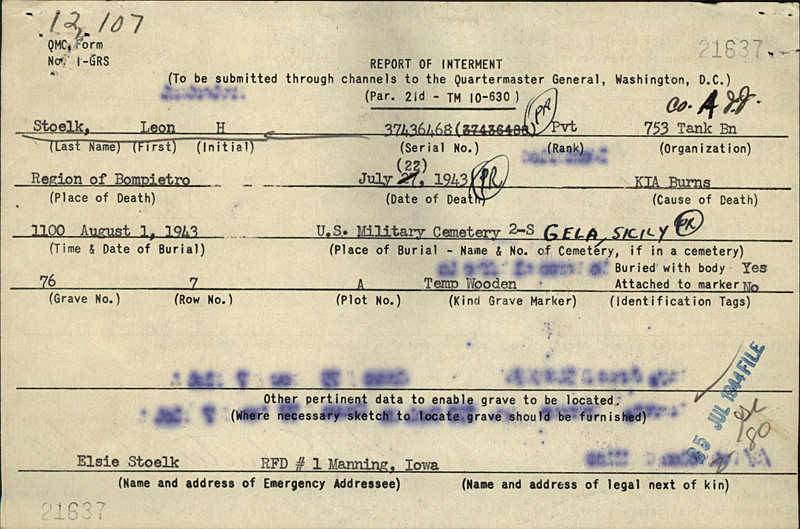 12,107
QMC Form
No. 1-GRS
21637
REPORT OF INTERMENT
(To be submitted through channels to the Quartermaster General, Washington, D.C.)
(Par. 21d - TM 10-630)
PR
Co. A
Stoelk, Leon H 37436468 (37436488) Pvt 753 Tank Bn
(Last Name) (First) (Initial) (Serial No.) (Rank) (Organization)
(22)
Region of Bompietro July 27, 1943 PR KIA Burns
(Place of Death) (Date of Death) (Cause of Death)
1100 August 1, 1943 U.S. Military Cemetery 2-S GELA, SICILY PR
(Time & Date of Burial) (Place of Burial - Name & No. of Cemetery, if in a cemetery)
Buried with body Yes
76 7 A Temp Wooden Attached to marker No
(Grave No.) (Row No.) (Plot No.) (Kind Grave Marker) (Identification Tags)
Other pertinent data to enable grave to be located.
(Where necessary sketch to locate grave should be furnished)
25 JUL 1944 FILE
80
Elsie Stoelk RFD # 1 Manning, Iowa
(Name and address of Emergency Addressee) (Name and address of legal next of kin)
21637